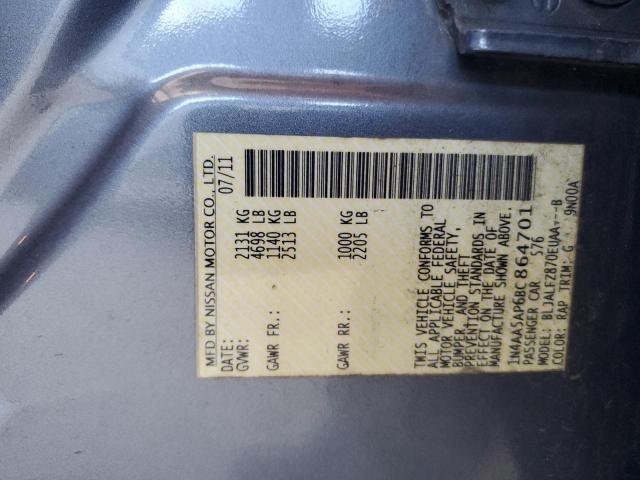 MFD BY NISSAN MOTOR CO., LTD.
DATE: 07/11
GVWR: 2131 KG
4698 LB
GAWR FR.: 1140 KG
2513 LB
GAWR RR.: 1000 KG
2205 LB
THIS VEHICLE CONFORMS TO
ALL APPLICABLE FEDERAL
MOTOR VEHICLE SAFETY,
BUMPER, AND THEFT
PREVENTION STANDARDS IN
EFFECT ON THE DATE OF
MANUFACTURE SHOWN ABOVE.
1N4AA5AP6BC864701
PASSENGER CAR S76
MODEL: BLJALFZ870EUAA---B
COLOR: RAP TRIM: G 9N00A